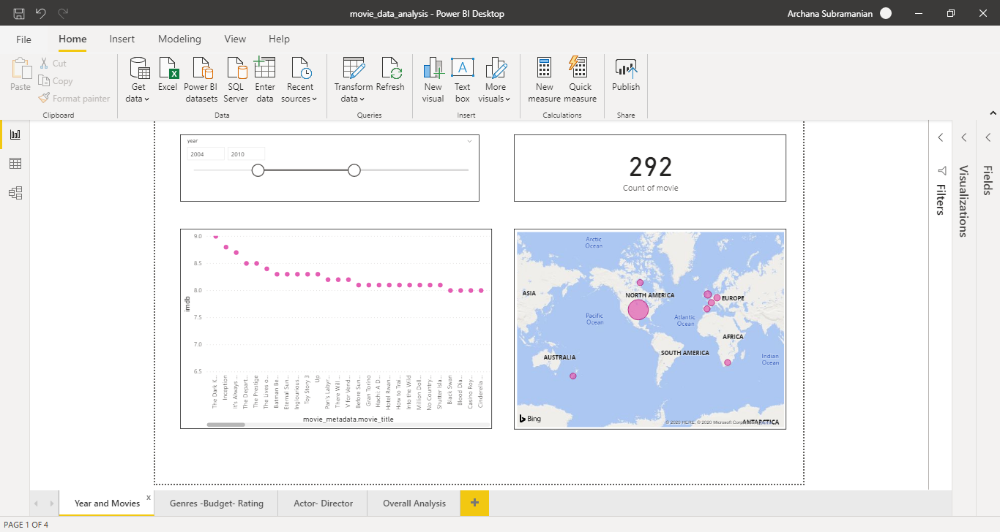 movie_data_analysis - Power BI Desktop
Archana Subramanian
File Home Insert Modeling View Help
Paste
Cut
Copy
Format painter
Clipboard
Get data
Excel
Power BI datasets
SQL Server
Enter data
Recent sources
Data
Transform data
Refresh
Queries
New visual
Text box
More visuals
Insert
New measure
Quick measure
Calculations
Publish
Share
year
2004 2010
292
Count of movie
imdb
9.0
8.5
8.0
7.5
7.0
6.5
The Dark K...
Inception
It's Always ...
The Depart...
The Prestige
The Lives o...
Batman Be...
Eternal Sun...
Inglourious...
Toy Story 3
Up
Pan's Labyr...
There Will ...
V for Vend...
Before Sun...
Gran Torino
Hachi: A D...
Hotel Rwan...
How to Trai...
Into the Wild
Million Doll...
No Country...
Shutter Isla...
Black Swan
Blood Dia...
Casino Roy...
Cinderella ...
movie_metadata.movie_title
Arctic
Ocean
ASIA
NORTH AMERICA
EUROPE
Pacific
Ocean
Atlantic
Ocean
AFRICA
AUSTRALIA
SOUTH AMERICA
Indian
Ocean
Bing
© 2020 HERE, © 2020 Microsoft
ANTARCTICA
Filters
Visualizations
Fields
Year and Movies x
Genres -Budget- Rating
Actor- Director
Overall Analysis
+
PAGE 1 OF 4